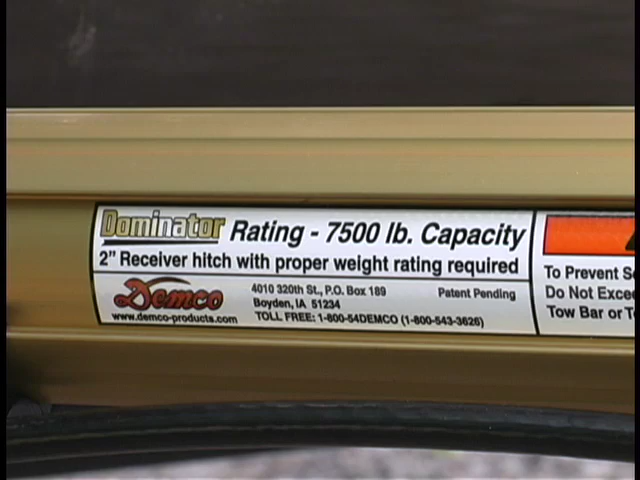 Dominator Rating - 7500 lb. Capacity
2" Receiver hitch with proper weight rating required
Demco
www.demco-products.com
4010 320th St., P.O. Box 189
Boyden, IA 51234
TOLL FREE: 1-800-54DEMCO (1-800-543-3626)
Patent Pending
To Prevent
Do Not
Tow Bar or